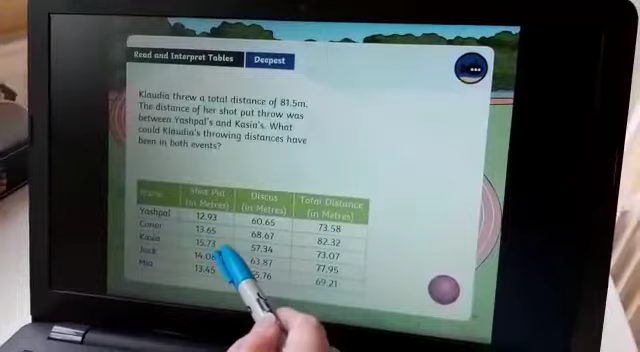 Read and Interpret Tables Deepest
Klaudia threw a total distance of 81.5m.
The distance of her shot put throw was
between Yashpal's and Kasia's. What
could Klaudia's throwing distances have
been in both events?
Name Shot Put (in Metres) Discus (in Metres) Total Distance (in Metres)
Yashpal 12.93 60.65 73.58
Coner 13.65 68.67 82.32
Kasia 15.73 57.34 73.07
Jack 14.08 63.87 77.95
Mia 13.45 69.21